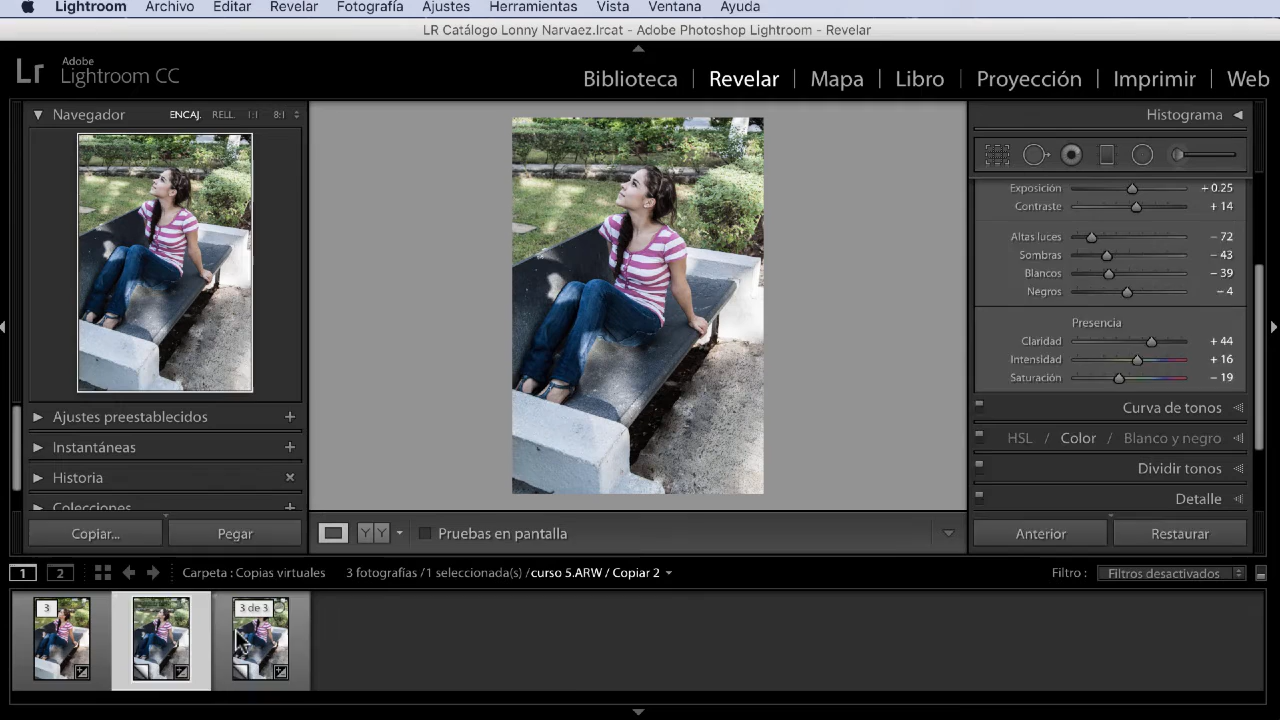 Lightroom Archivo Editar Revelar Fotografía Ajustes Herramientas Vista Ventana Ayuda
LR Catálogo Lonny Narvaez.lrcat - Adobe Photoshop Lightroom - Revelar
Lr Adobe
Lightroom CC
Biblioteca Revelar Mapa Libro Proyección Imprimir Web
Navegador ENCAJ. RELL. 1:1 8:1
Histograma
Exposición + 0.25
Contraste + 14
Altas luces – 72
Sombras – 43
Blancos – 39
Negros – 4
Presencia
Claridad + 44
Intensidad + 16
Saturación – 19
Curva de tonos
HSL / Color / Blanco y negro
Dividir tonos
Detalle
Ajustes preestablecidos
Instantáneas
Historia
Colecciones
Copiar... Pegar
YY Pruebas en pantalla
Anterior Restaurar
1 2 Carpeta : Copias virtuales 3 fotografías /1 seleccionada(s) /curso 5.ARW / Copiar 2
Filtro : Filtros desactivados
3 3 de 3